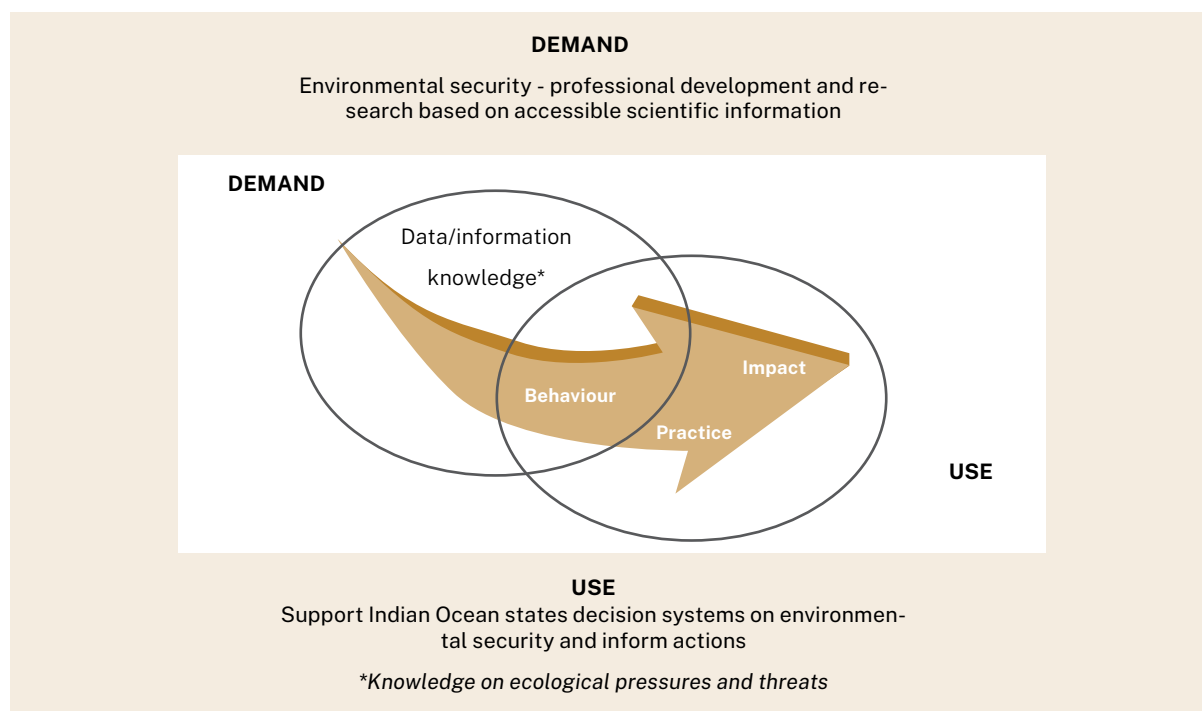 DEMAND
Environmental security - professional development and re-
search based on accessible scientific information
DEMAND
Data/information
knowledge*
Impact
Behaviour
Practice
USE
USE
Support Indian Ocean states decision systems on environmen-
tal security and inform actions
*Knowledge on ecological pressures and threats